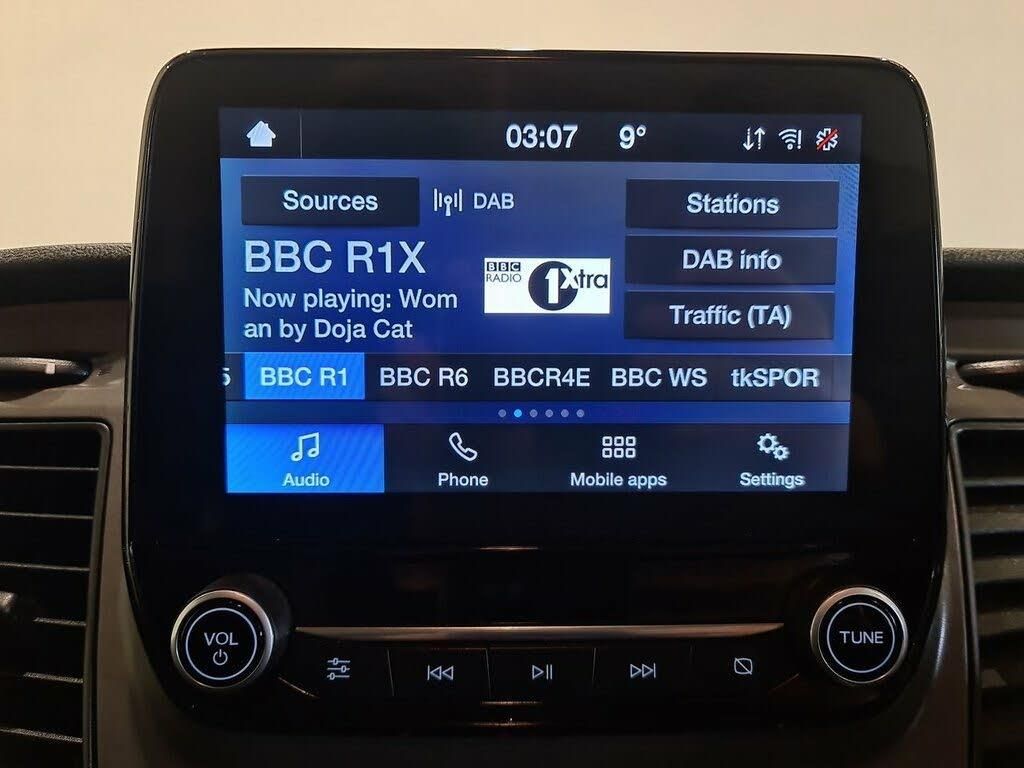 03:07 9°
Sources DAB Stations
BBC R1X
BBC RADIO 1Xtra
DAB info
Now playing: Wom
an by Doja Cat
Traffic (TA)
5 BBC R1 BBC R6 BBCR4E BBC WS tkSPOR
Audio Phone Mobile apps Settings
VOL
TUNE